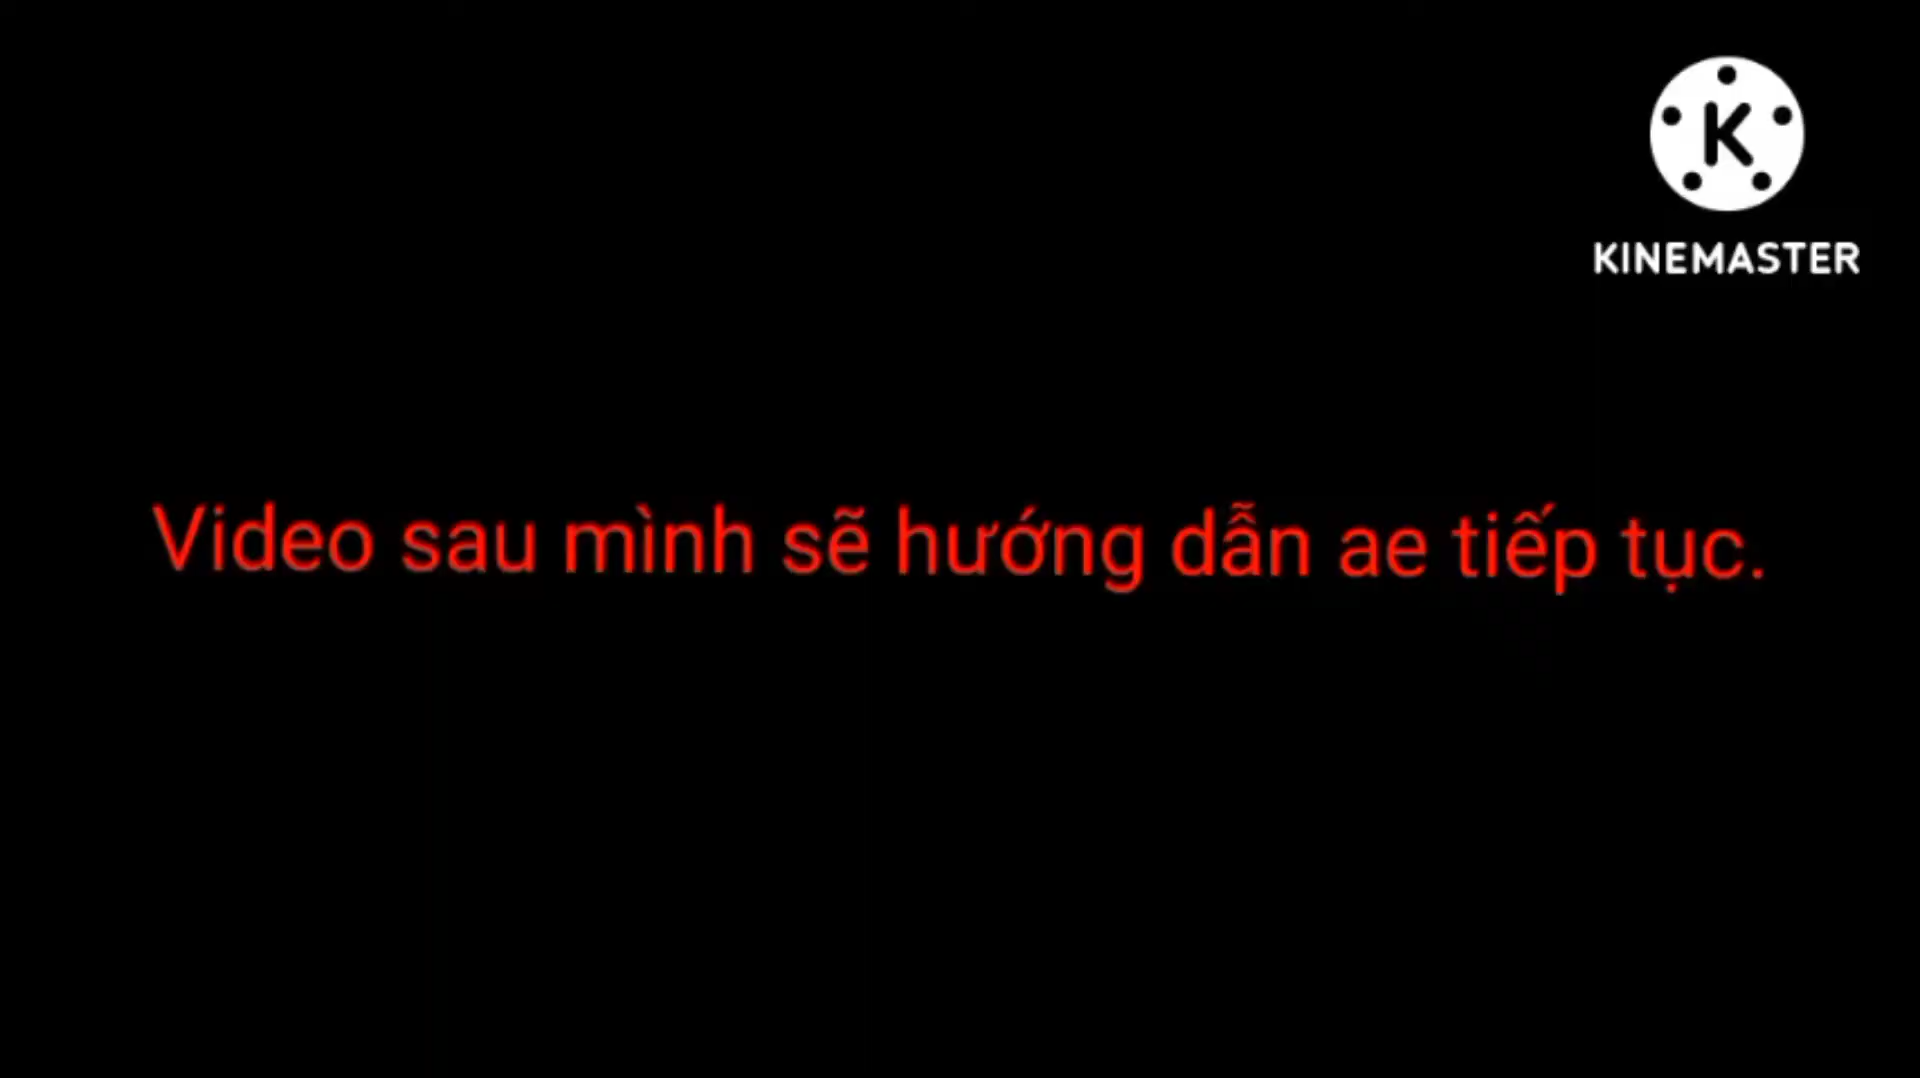 K
KINEMASTER
Video sau mình sẽ hướng dẫn ae tiếp tục.